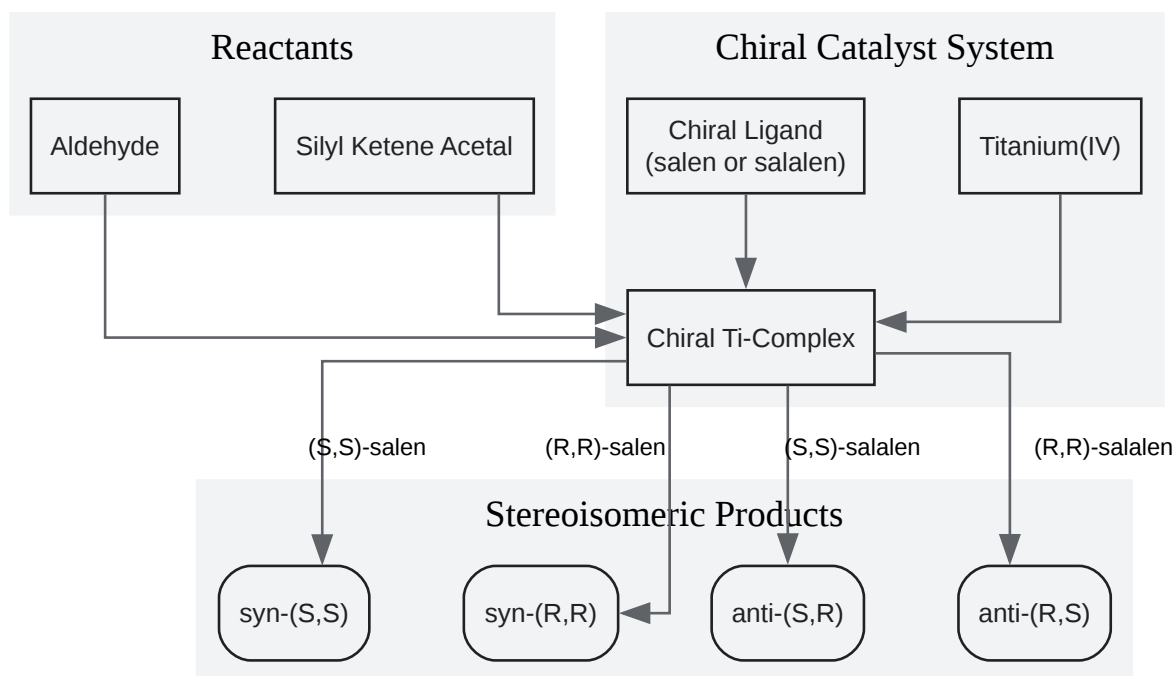 Reactants
Chiral Catalyst System
Aldehyde
Silyl Ketene Acetal
Chiral Ligand
(salen or salalen)
Titanium(IV)
Chiral Ti-Complex
(S,S)-salen
(R,R)-salen
(S,S)-salalen
(R,R)-salalen
Stereoisomeric Products
syn-(S,S)
syn-(R,R)
anti-(S,R)
anti-(R,S)